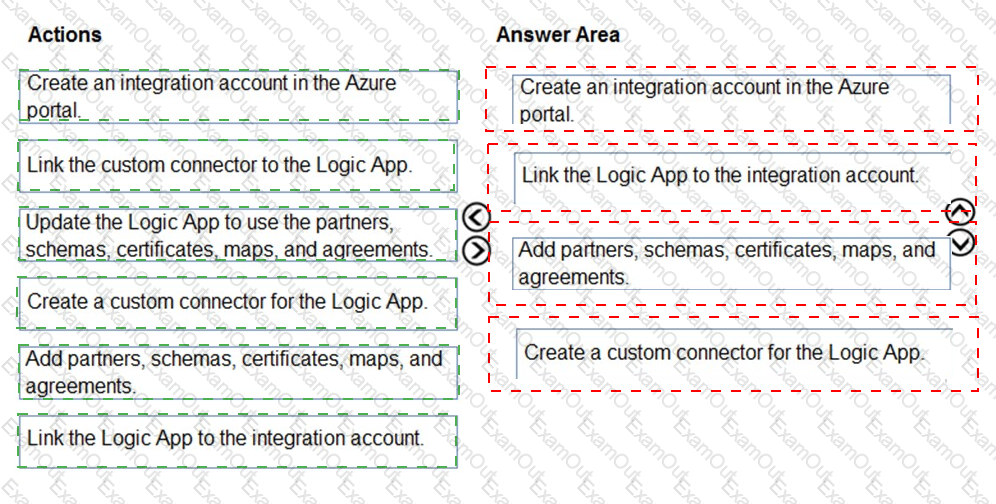 Actions
Answer Area
Create an integration account in the Azure
portal.
Link the custom connector to the Logic App.
Update the Logic App to use the partners,
schemas, certificates, maps, and agreements.
Create a custom connector for the Logic App.
Add partners, schemas, certificates, maps, and
agreements.
Link the Logic App to the integration account.
Create an integration account in the Azure
portal.
Link the Logic App to the integration account.
Add partners, schemas, certificates, maps, and
agreements.
Create a custom connector for the Logic App.